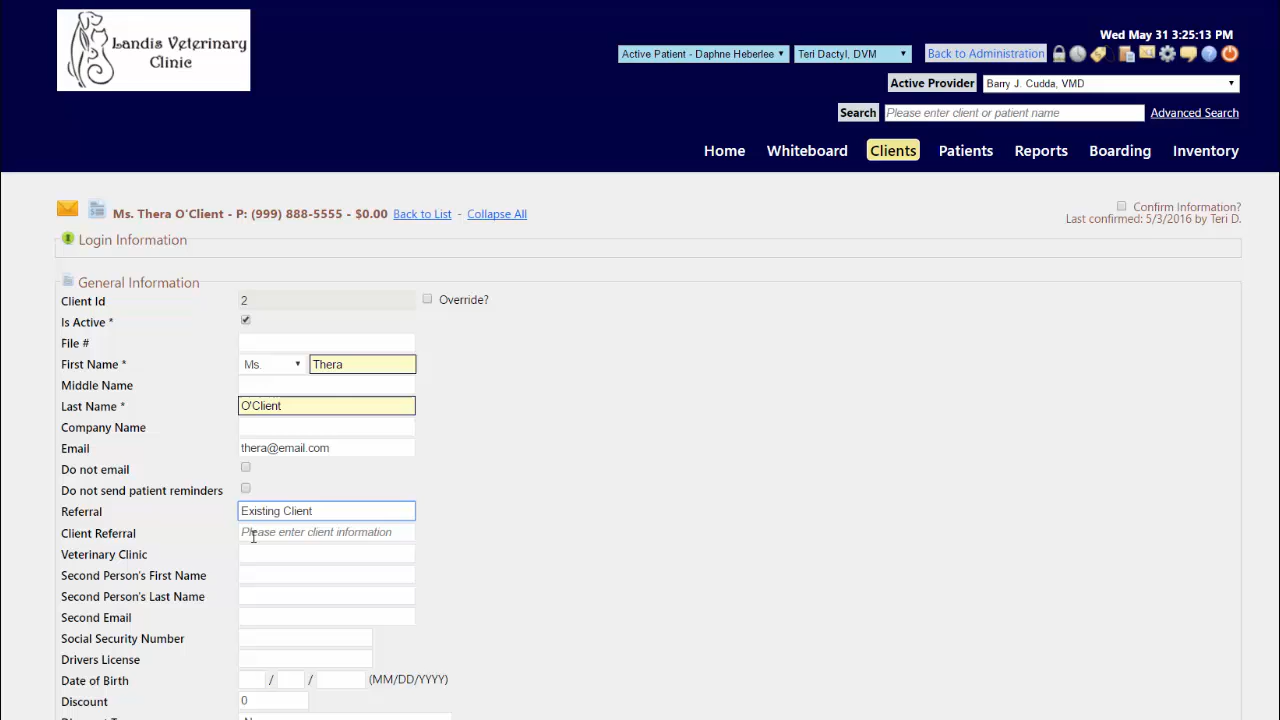 Landis Veterinary
Clinic
Wed May 31 3:25:13 PM
Active Patient - Daphne Heberlee
Teri Dactyl, DVM
Back to Administration
Active Provider
Barry J. Cudda, VMD
Search
Please enter client or patient name
Advanced Search
Home
Whiteboard
Clients
Patients
Reports
Boarding
Inventory
Ms. Thera O'Client - P: (999) 888-5555 - $0.00 Back to List - Collapse All
Confirm Information?
Last confirmed: 5/3/2016 by Teri D.
Login Information
General Information
Client Id 2 Override?
Is Active *
File #
First Name * Ms. Thera
Middle Name
Last Name * O'Client
Company Name
Email thera@email.com
Do not email
Do not send patient reminders
Referral Existing Client
Client Referral Please enter client information
Veterinary Clinic
Second Person's First Name
Second Person's Last Name
Second Email
Social Security Number
Drivers License
Date of Birth / / (MM/DD/YYYY)
Discount 0